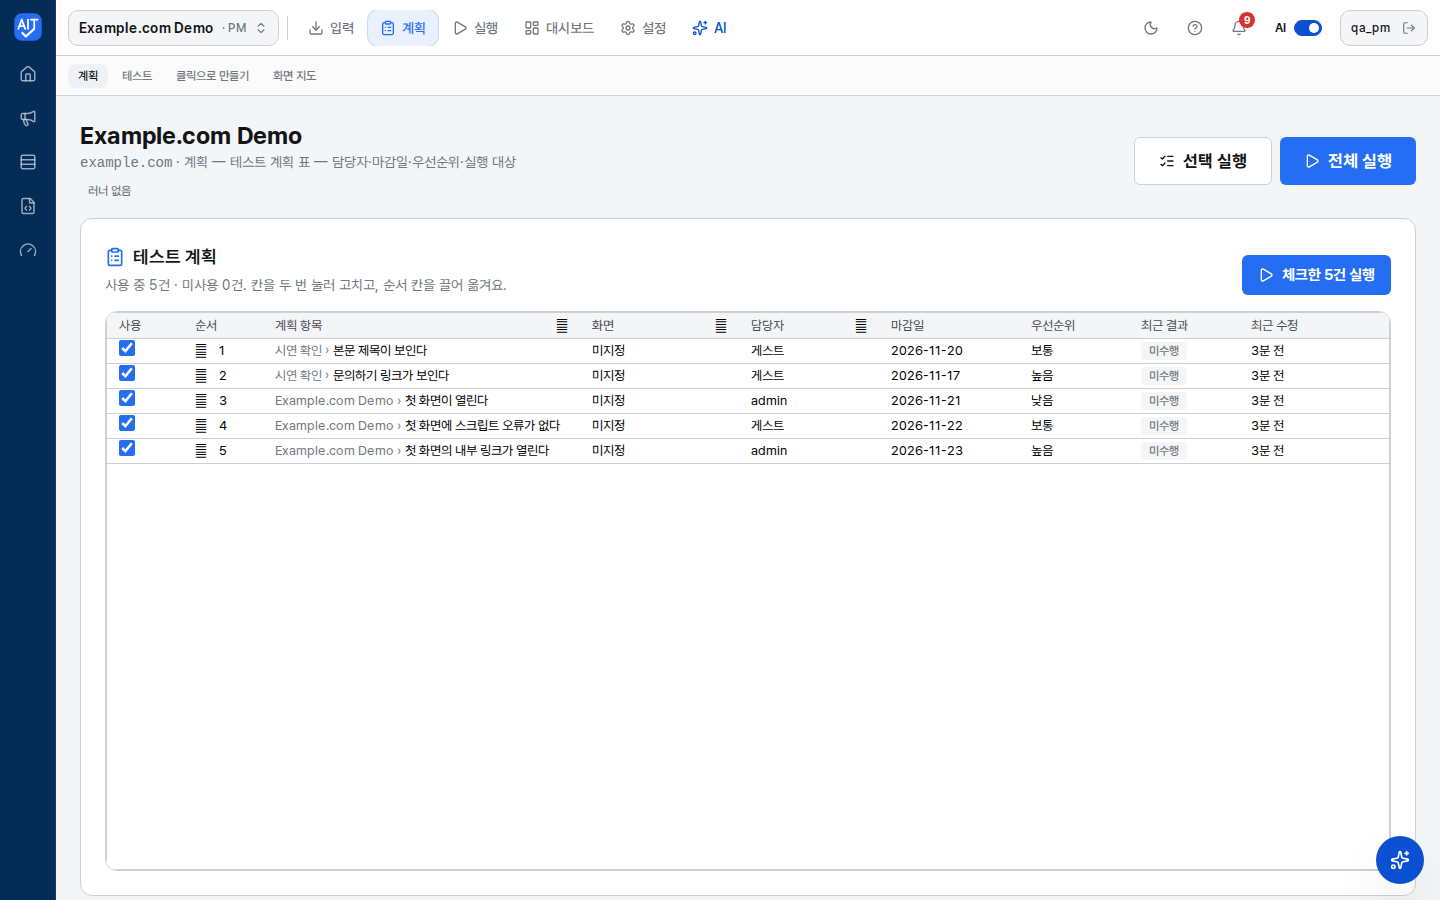 AIT
Example.com Demo · PM
입력
계획
실행
대시보드
설정
AI
9
AI
qa_pm
계획
테스트
클릭으로 만들기
화면 지도
Example.com Demo
example.com · 계획 — 테스트 계획 표 — 담당자·마감일·우선순위·실행 대상
러너 없음
선택 실행
전체 실행
테스트 계획
사용 중 5건 · 미사용 0건. 칸을 두 번 눌러 고치고, 순서 칸을 끌어 옮겨요.
체크한 5건 실행
사용 순서 계획 항목 화면 담당자 마감일 우선순위 최근 결과 최근 수정
1 시연 확인 › 본문 제목이 보인다 미지정 게스트 2026-11-20 보통 미수행 3분 전
2 시연 확인 › 문의하기 링크가 보인다 미지정 게스트 2026-11-17 높음 미수행 3분 전
3 Example.com Demo › 첫 화면이 열린다 미지정 admin 2026-11-21 낮음 미수행 3분 전
4 Example.com Demo › 첫 화면에 스크립트 오류가 없다 미지정 게스트 2026-11-22 보통 미수행 3분 전
5 Example.com Demo › 첫 화면의 내부 링크가 열린다 미지정 admin 2026-11-23 높음 미수행 3분 전